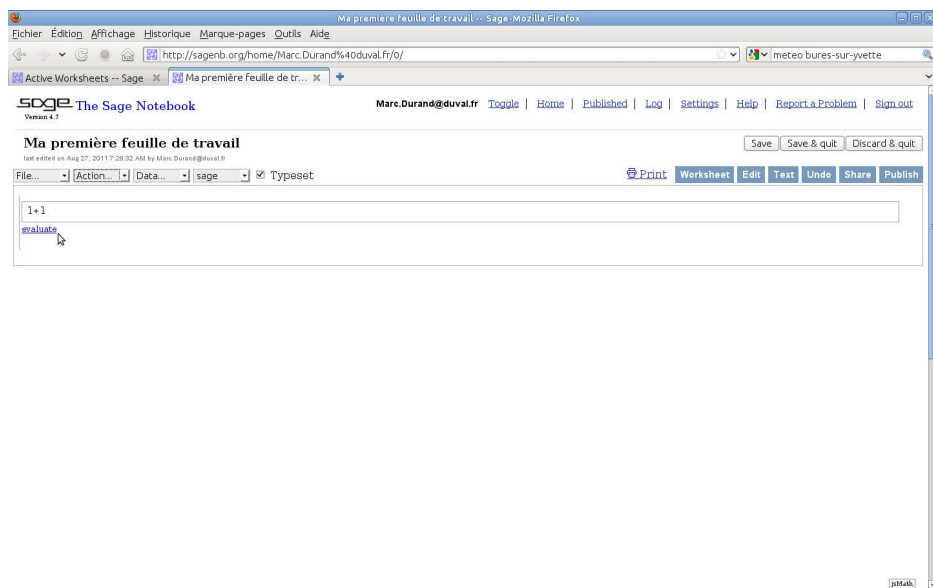 Ma première feuille de travail - Sage-Mozilla Firefox
Fichier Édition Affichage Historique Marque-pages Outils Aide
http://sagenb.org/home/Marc.Durand%40duval.fr/0/ meteo bures-sur-yvette
Active Worksheets -- Sage Ma première feuille de tr...
sage The Sage Notebook Marc.Durand@duval.fr Toggle | Home | Published | Log | Settings | Help | Report a Problem | Sign out
Version 4.7
Ma première feuille de travail Save Save & quit Discard & quit
last edited on Aug 27, 2011 7:28:32 AM by Marc.Durand@duval.fr
File... Action... Data... sage Typeset Print Worksheet Edit Text Undo Share Publish
1+1
evaluate
jsMath